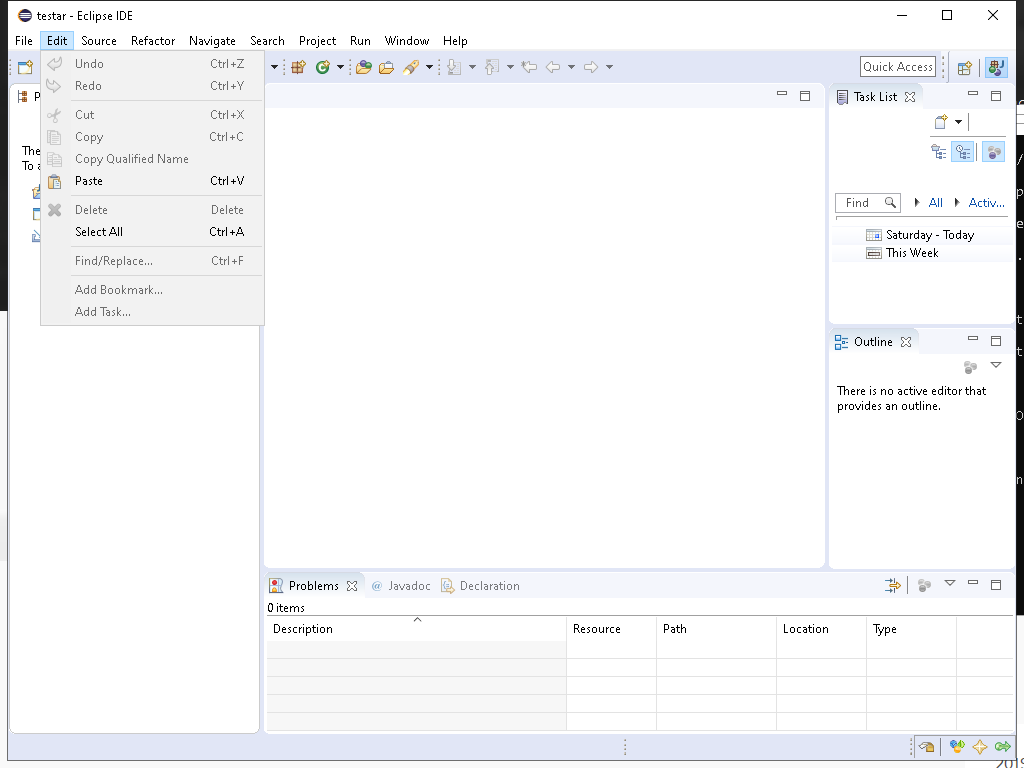 testar - Eclipse IDE
File Edit Source Refactor Navigate Search Project Run Window Help
Quick Access
Undo Ctrl+Z
Redo Ctrl+Y
Cut Ctrl+X
Copy Ctrl+C
Copy Qualified Name
Paste Ctrl+V
Delete Delete
Select All Ctrl+A
Find/Replace... Ctrl+F
Add Bookmark...
Add Task...
P
The
To a
Task List
Find All Activ...
Saturday - Today
This Week
Outline
There is no active editor that
provides an outline.
Problems @ Javadoc Declaration
0 items
Description Resource Path Location Type